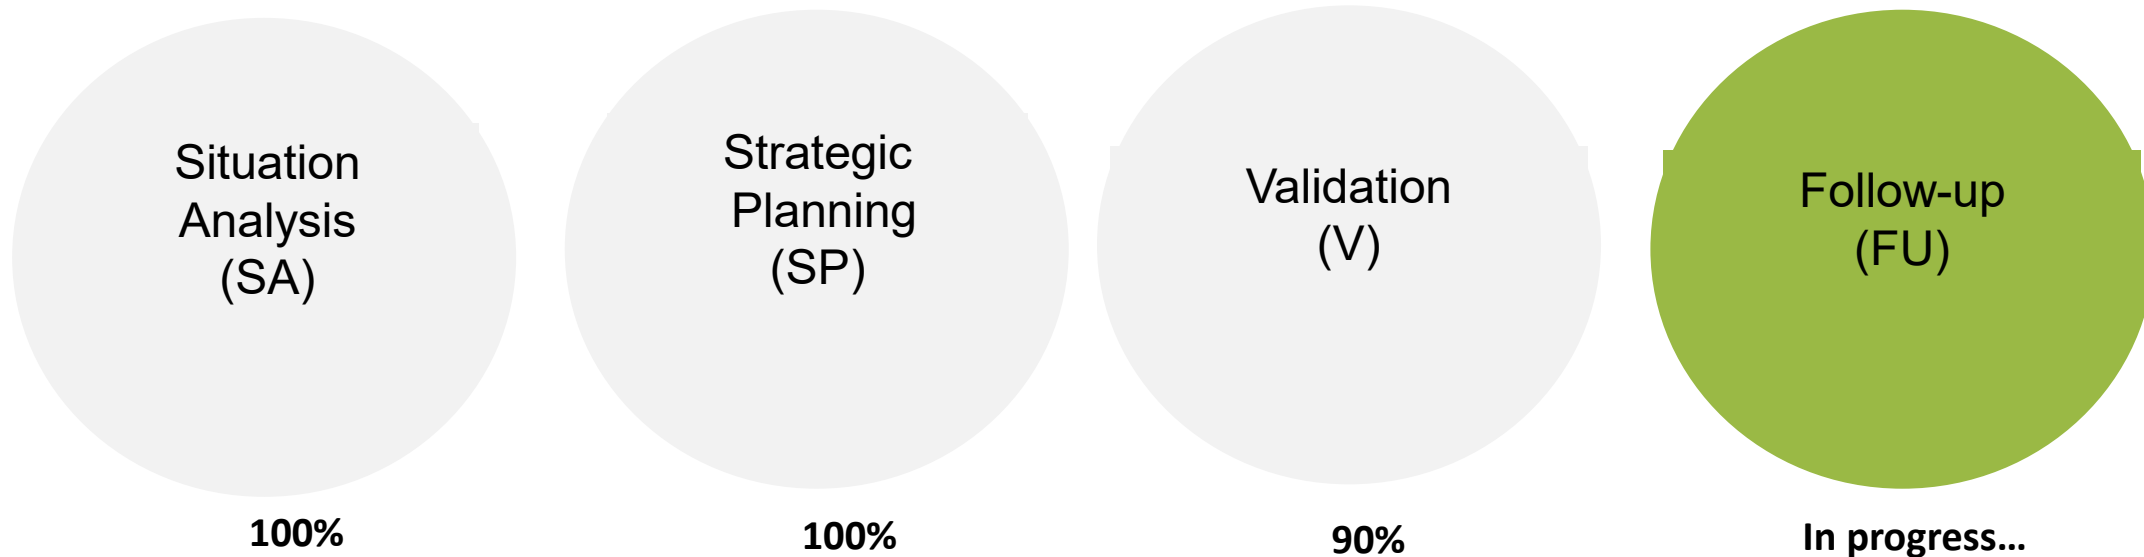 Situation
Analysis
(SA)
100%
Strategic
Planning
(SP)
100%
Validation
(V)
90%
Follow-up
(FU)
In progress…